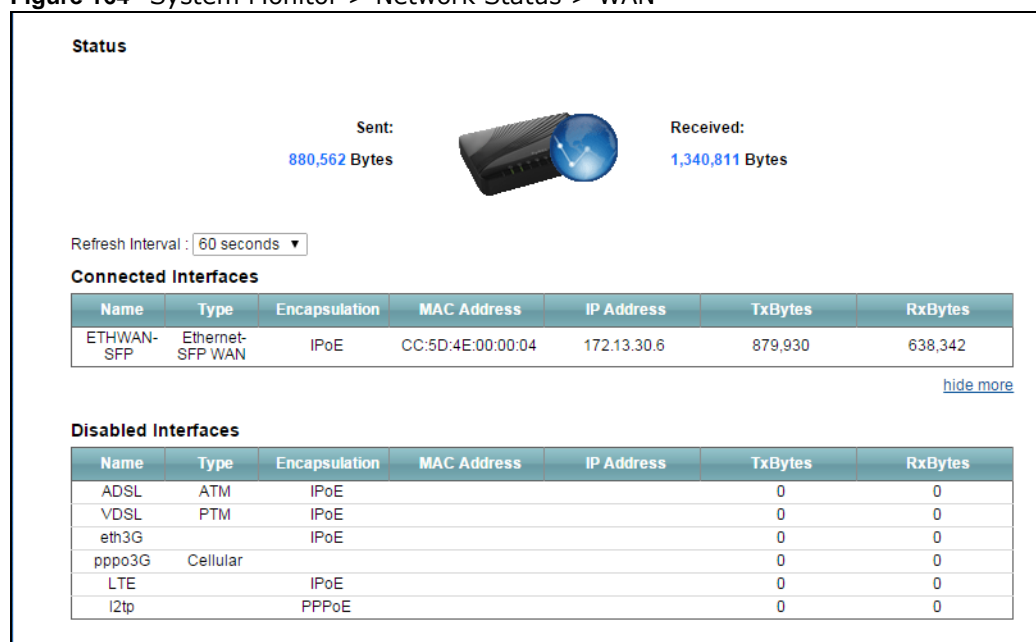 Figure 164 System Monitor > Network Status > WAN
Status
Sent:
Received:
880,562 Bytes
1,340,811 Bytes
Refresh Interval : 60 seconds ▼
Connected Interfaces
Name Type Encapsulation MAC Address IP Address TxBytes RxBytes
ETHWAN-SFP Ethernet-SFP WAN IPoE CC:5D:4E:00:00:04 172.13.30.6 879,930 638,342
hide more
Disabled Interfaces
Name Type Encapsulation MAC Address IP Address TxBytes RxBytes
ADSL ATM IPoE 0 0
VDSL PTM IPoE 0 0
eth3G IPoE 0 0
pppo3G Cellular 0 0
LTE IPoE 0 0
l2tp PPPoE 0 0